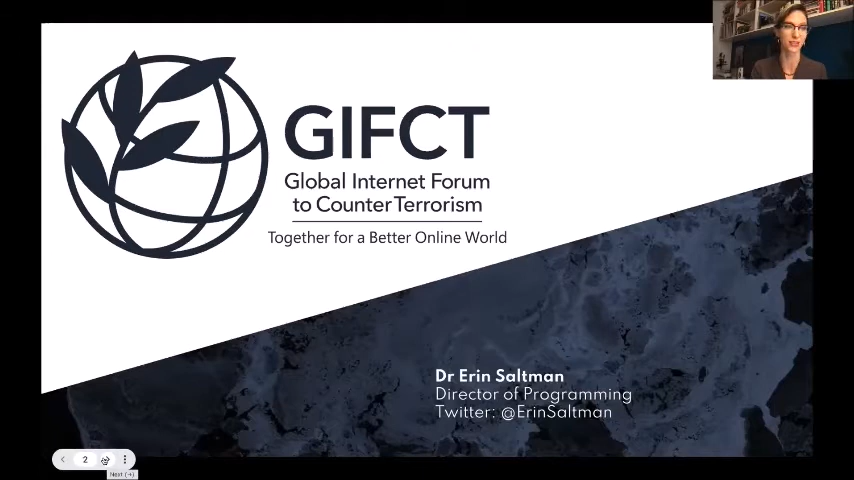 GIFCT
Global Internet Forum
to Counter Terrorism
Together for a Better Online World
Dr Erin Saltman
Director of Programming
Twitter: @ErinSaltman
2
Next (→)